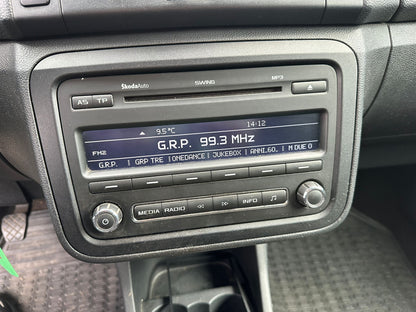 ŠkodaAuto SWING MP3
AS TP
9.5°C 14:12
G.R.P. 99.3 MHz
FM2
G.R.P. | GRP TRE |ONEDANCE| JUKEBOX | ANNI.60. | M DUE O
MEDIA RADIO INFO